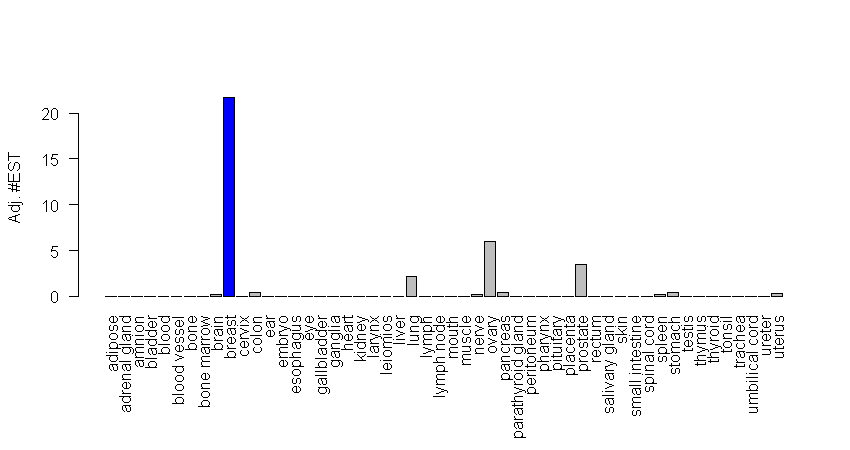 Adj. #EST
20
15
10
5
0
adipose
adrenal gland
amnion
bladder
blood
blood vessel
bone
bone marrow
brain
breast
cervix
colon
ear
embryo
esophagus
eye
gallbladder
ganglia
heart
kidney
larynx
leiomios
liver
lung
lymph
lymph node
mouth
muscle
nerve
ovary
pancreas
parathyroid gland
peritoneum
pharynx
pituitary
placenta
prostate
rectum
salivary gland
skin
small intestine
spinal cord
spleen
stomach
testis
thymus
thyroid
tonsil
trachea
umbilical cord
ureter
uterus